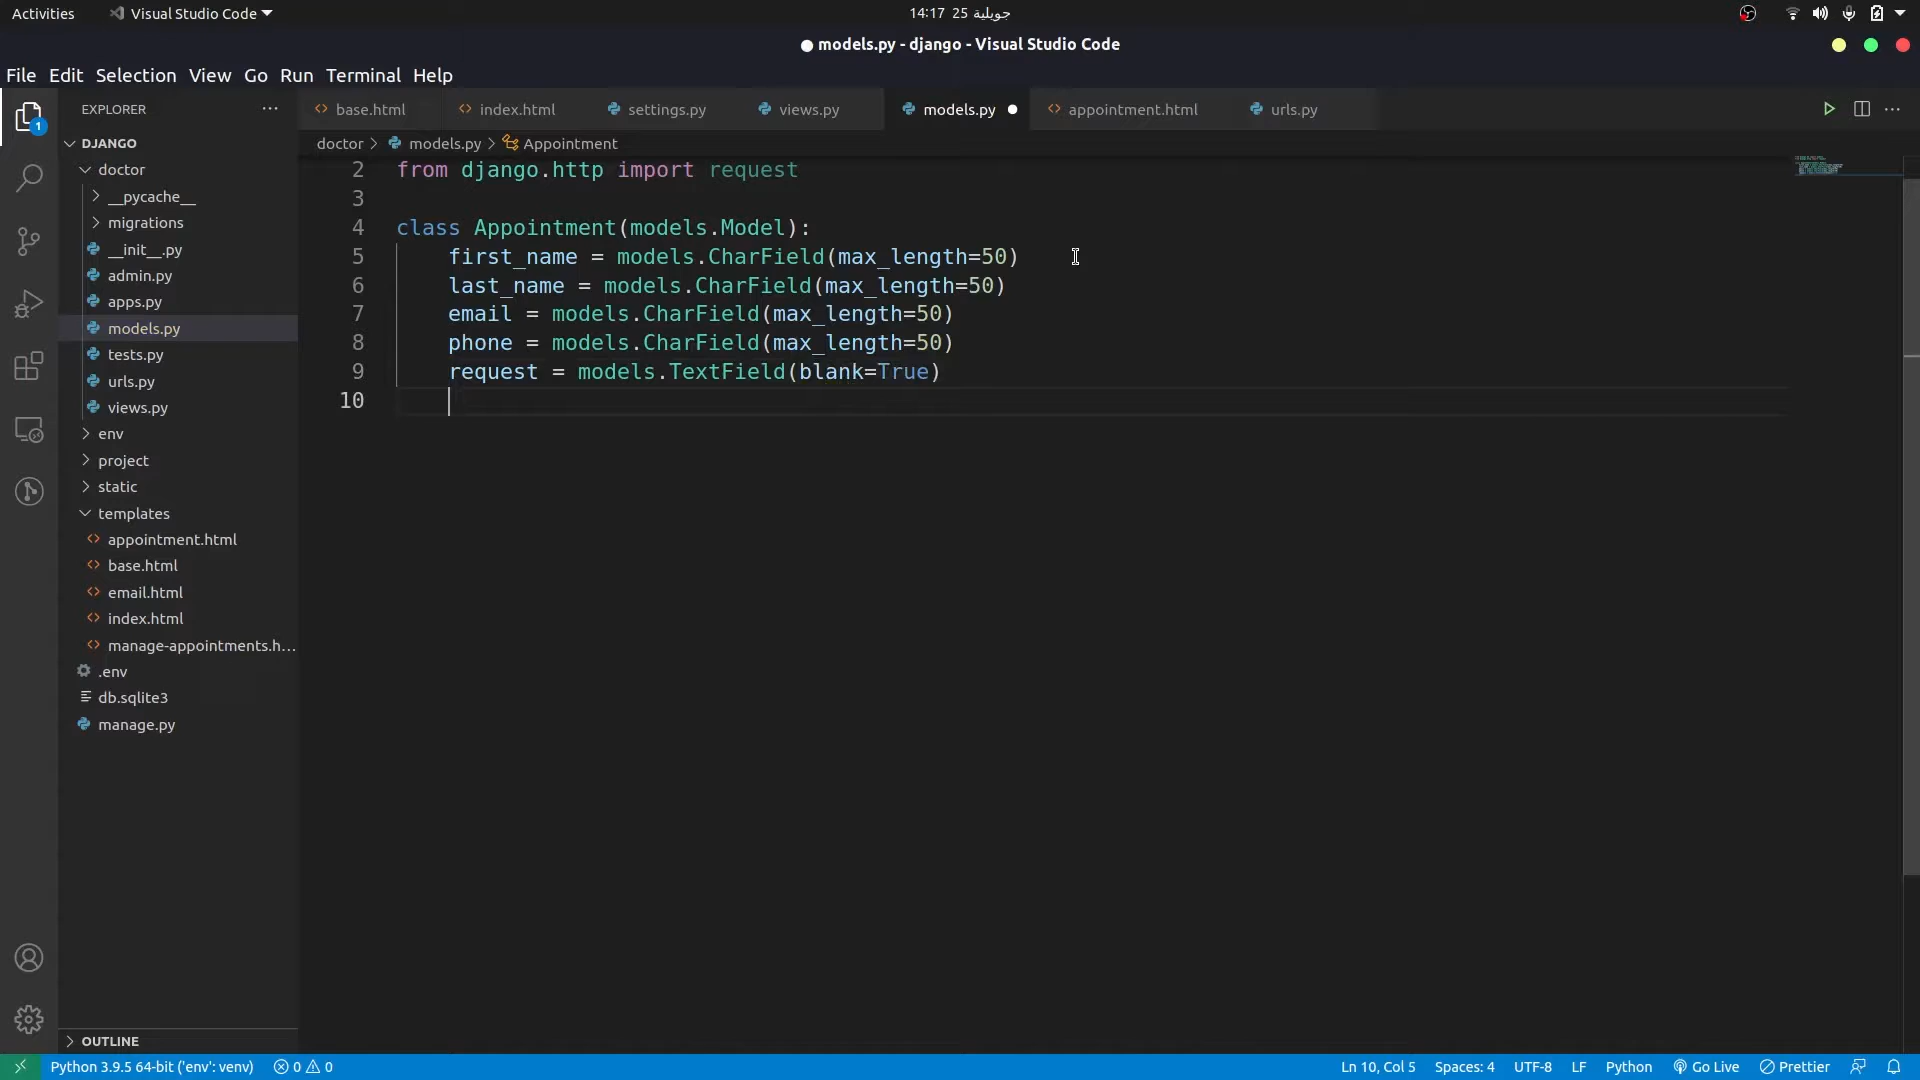 Activities
Visual Studio Code
14:17 25 جويلية
● models.py - django - Visual Studio Code
File Edit Selection View Go Run Terminal Help
EXPLORER
base.html
index.html
settings.py
views.py
models.py
appointment.html
urls.py
doctor > models.py > Appointment
1
DJANGO
doctor
__pycache__
migrations
__init__.py
admin.py
apps.py
models.py
tests.py
urls.py
views.py
env
project
static
templates
appointment.html
base.html
email.html
index.html
manage-appointments.h...
.env
db.sqlite3
manage.py
OUTLINE
2 from django.http import request
3
4 class Appointment(models.Model):
5 first_name = models.CharField(max_length=50)
6 last_name = models.CharField(max_length=50)
7 email = models.CharField(max_length=50)
8 phone = models.CharField(max_length=50)
9 request = models.TextField(blank=True)
10
Python 3.9.5 64-bit ('env': venv) 0 0 Ln 10, Col 5 Spaces: 4 UTF-8 LF Python Go Live Prettier